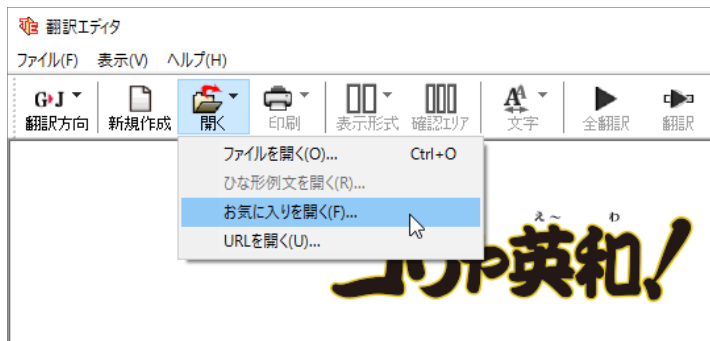 翻訳エディタ
ファイル(F) 表示(V) ヘルプ(H)
G▸J
翻訳方向 新規作成 開く 印刷 表示形式 確認エリア 文字 全翻訳 翻訳
ファイルを開く(O)... Ctrl+O
ひな形例文を開く(R)...
お気に入りを開く(F)...
URLを開く(U)...
え～ わ
コリャ英和!